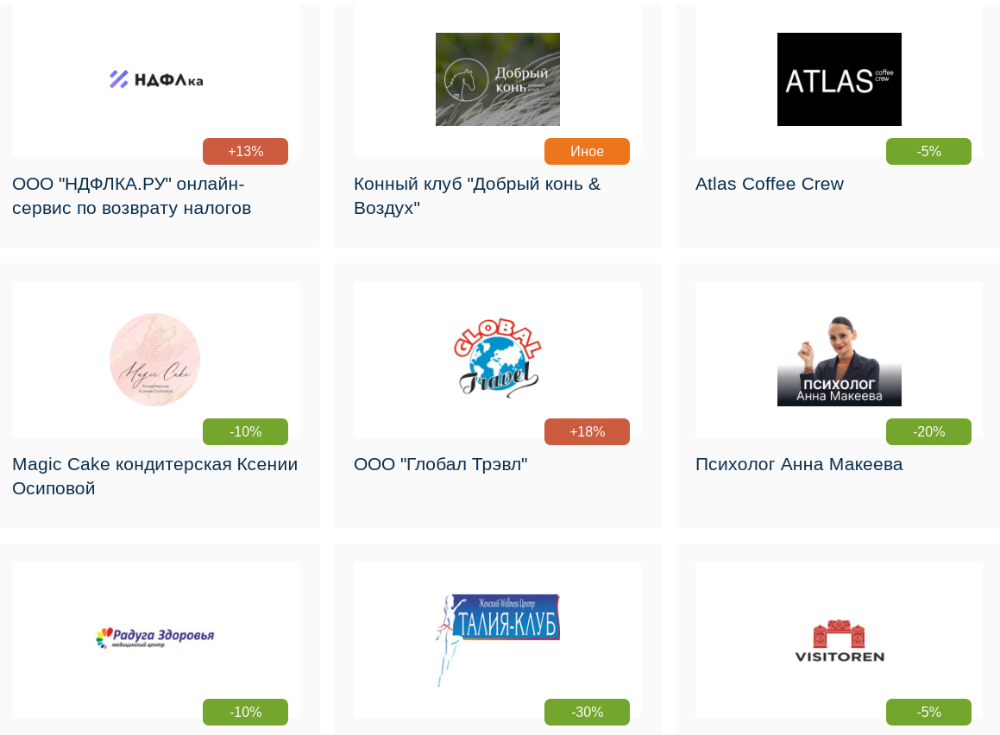 НДФЛка
Добрый
конь
ATLAS coffee
crew
+13%
Иное
-5%
ООО "НДФЛКА.РУ" онлайн-
сервис по возврату налогов
Конный клуб "Добрый конь &
Воздух"
Atlas Coffee Crew
Magic Cake
Кондитерская
Ксении Осиповой
GLOBAL
Travel
ПСИХОЛОГ
Анна Макеева
-10%
+18%
-20%
Magic Cake кондитерская Ксении
Осиповой
ООО "Глобал Трэвл"
Психолог Анна Макеева
Радуга Здоровья
медицинский центр
Женский Wellness Центр
ТАЛИЯ-КЛУБ
VISITOREN
-10%
-30%
-5%